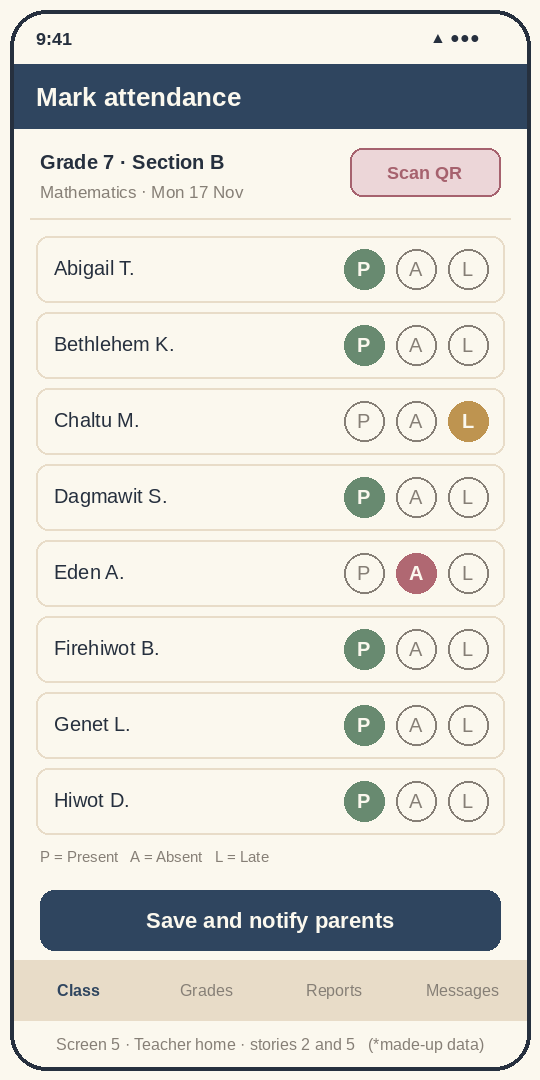 9:41 ▲ ●●●
Mark attendance
Grade 7 · Section B
Mathematics · Mon 17 Nov
Scan QR
Abigail T. P A L
Bethlehem K. P A L
Chaltu M. P A L
Dagmawit S. P A L
Eden A. P A L
Firehiwot B. P A L
Genet L. P A L
Hiwot D. P A L
P = Present A = Absent L = Late
Save and notify parents
Class Grades Reports Messages
Screen 5 · Teacher home · stories 2 and 5 (*made-up data)